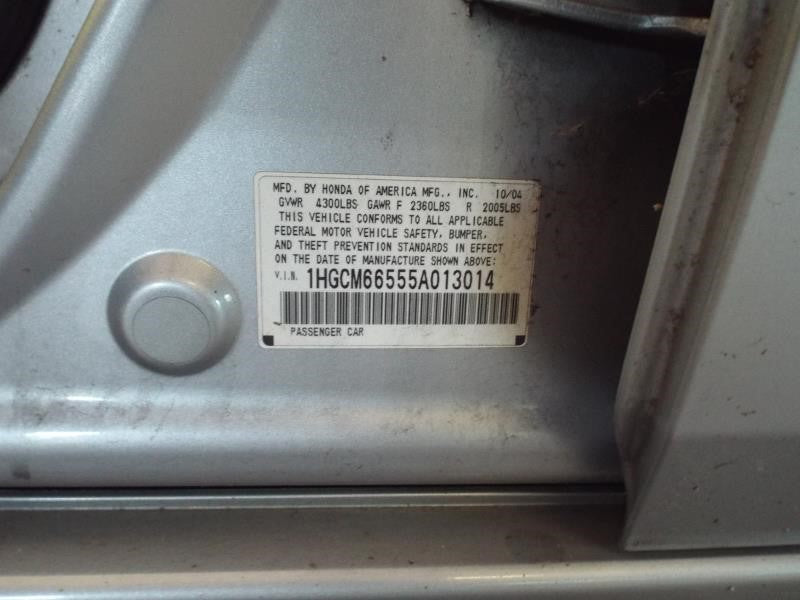 MFD. BY HONDA OF AMERICA MFG., INC. 10/04
GVWR 4300LBS GAWR F 2360LBS R 2005LBS
THIS VEHICLE CONFORMS TO ALL APPLICABLE
FEDERAL MOTOR VEHICLE SAFETY, BUMPER,
AND THEFT PREVENTION STANDARDS IN EFFECT
ON THE DATE OF MANUFACTURE SHOWN ABOVE:
V.I.N. 1HGCM66555A013014
PASSENGER CAR